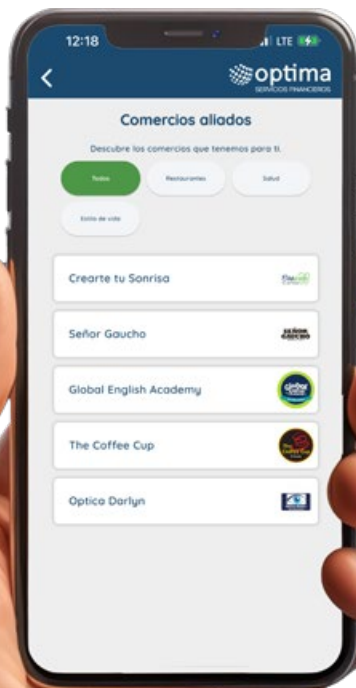 12:18
LTE
optima
SERVICIOS FINANCIEROS
Comercios aliados
Descubre los comercios que tenemos para ti.
Todos
Restaurantes
Salud
Estilo de vida
Crearte tu Sonrisa
Señor Gaucho
SEÑOR
GAUCHO
Global English Academy
The Coffee Cup
Optica Darlyn